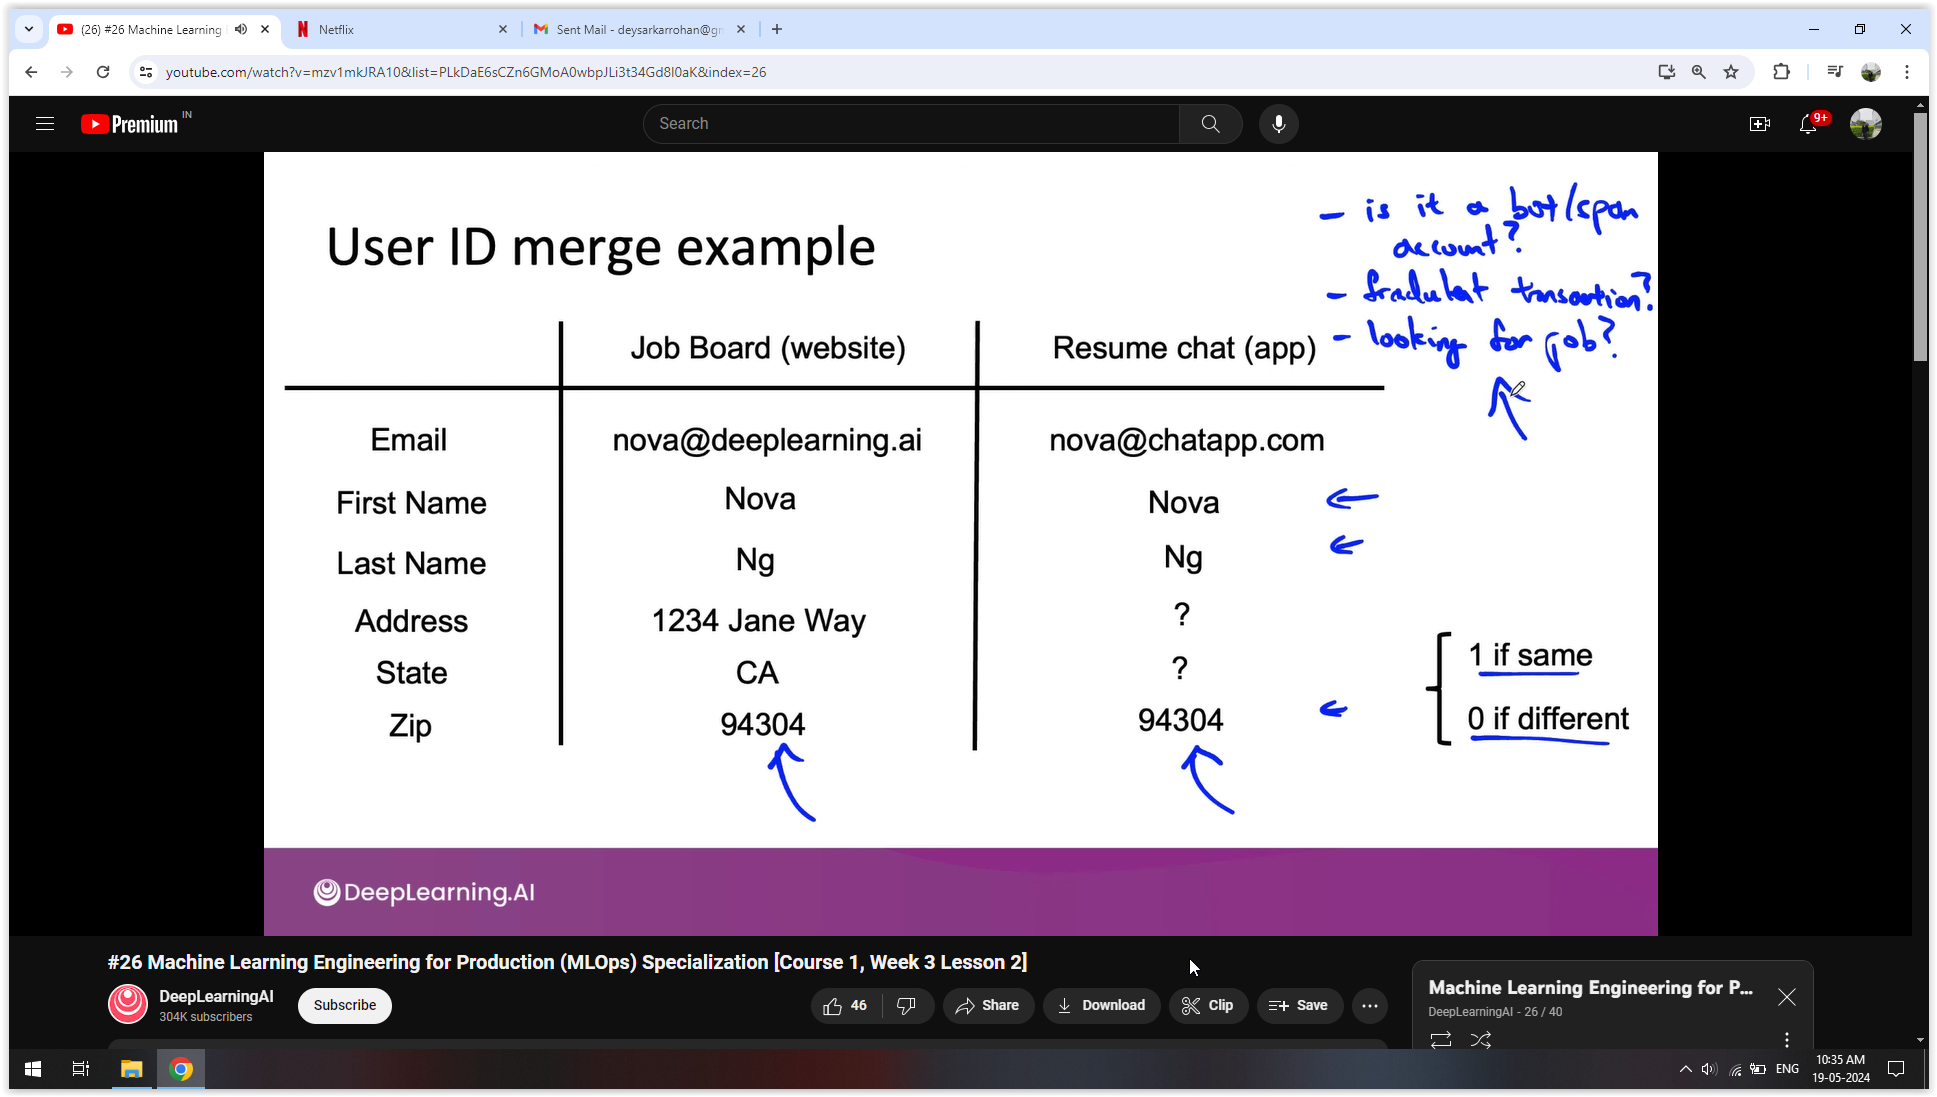 (26) #26 Machine Learning
Netflix
Sent Mail - deysarkarrohan@gm
youtube.com/watch?v=mzv1mkJRA10&list=PLkDaE6sCZn6GMoA0wbpJLi3t34Gd8I0aK&index=26
Premium IN
Search
9+
User ID merge example
- is it a bot/spam
account?
- fradulent transaction?
- looking for job?
Job Board (website) Resume chat (app)
Email nova@deeplearning.ai nova@chatapp.com
First Name Nova Nova
Last Name Ng Ng
Address 1234 Jane Way ?
State CA ?
Zip 94304 94304
1 if same
0 if different
DeepLearning.AI
#26 Machine Learning Engineering for Production (MLOps) Specialization [Course 1, Week 3 Lesson 2]
DeepLearningAI
304K subscribers
Subscribe
46
Share
Download
Clip
Save
Machine Learning Engineering for P...
DeepLearningAI - 26 / 40
ENG
10:35 AM
19-05-2024